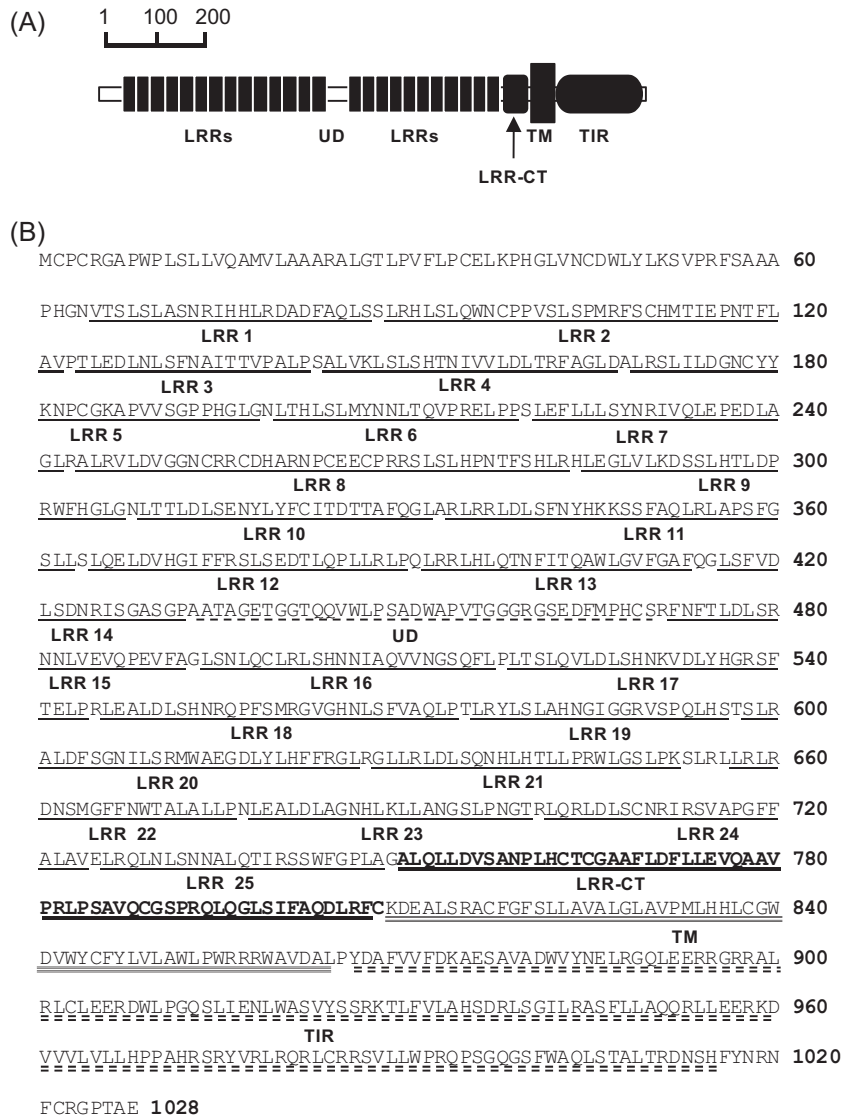 (A)
1 100 200
LRRs UD LRRs TM TIR
LRR-CT
(B)
MCPCRGAPWPLSLLVQAMVLAAARALGTLPVFLPCELKPHGLVNCDWLYLKSVPRFSAAA 60
PHGNVTSLSLASNRIHHLRDADFAQLSSLRHLSLQWNCPPVSLSPMRFSCHMTIEPNTFL 120
LRR 1 LRR 2
AVPTLEDLNLSFNAITTVPALPSALVKLSLSHTNIVVLDLTRFAGLDALRSLILDGNCYY 180
LRR 3 LRR 4
KNPCGKAPVVSGPPHGLGNLTHLSLMYNNLTQVPRELPPSLEFLLLSYNRIVQLEPEDLA 240
LRR 5 LRR 6 LRR 7
GLRALRVLDVGGNCRRCDHARNPCEECPRRSLSLHPNTFSHLRHLEGLVLKDSSLHTLDP 300
LRR 8 LRR 9
RWFHGLGNLTTLDLSENYLYFCITDTTAFQGLARLRRLDLSFNYHKKSSFAQLRLAPSFG 360
LRR 10 LRR 11
SLLSLQELDVHGIFFRSLSEDTLQPLLRLPQLRRLHLQTNFITQAWLGVFGAFQGLSFVD 420
LRR 12 LRR 13
LSDNRISGASGPAATAGETGGTQQVWLPSADWAPVTGGGRGSEDFMPHCSRFNFTLDLSR 480
LRR 14 UD
NNLVEVQPEVFAGLSNLQCLRLSHNNIAQVVNGSQFLPLTSLQVLDLSHNKVDLYHGRSF 540
LRR 15 LRR 16 LRR 17
TELPRLEALDLSHNRQPFSMRGVGHNLSFVAQLPTLRYLSLAHNGIGGRVSPQLHSTSLR 600
LRR 18 LRR 19
ALDFSGNILSRMWAEGDLYLHFFRGLRGLLRLDLSQNHLHTLLPRWLGSLPKSLRLLRLR 660
LRR 20 LRR 21
DNSMGFFNWTALALLPNLEALDLAGNHLKLLANGSLPNGTRLQRLDLSCNRIRSVAPGFF 720
LRR 22 LRR 23 LRR 24
ALAVELRQLNLSNNALQTIRSSWFGPLAGALQLLDVSANPLHCTCGAAFLDFLLEVQAAV 780
LRR 25 LRR-CT
PRLPSAVQCGSPRQLQGLSIFAQDLRFCKDEALSRACFGFSLLAVALGLAVPMLHHLCGW 840
DVWYCFYLVLAWLPWRRRWAVDALPYDAFVVFDKAESAVADWVYNELRGQLEERRGRRAL 900
TM
RLCLEERDWLPGQSLIENLWASVYSSRKTLFVLAHSDRLSGILRASFLLAQQRLLEERKD 960
TIR
VVVLVLLHPPAHRSRYVRLRQRLCRRSVLLWPRQPSGQGSFWAQLSTALTRDNSHFYNRN 1020
FCRGPTAE 1028